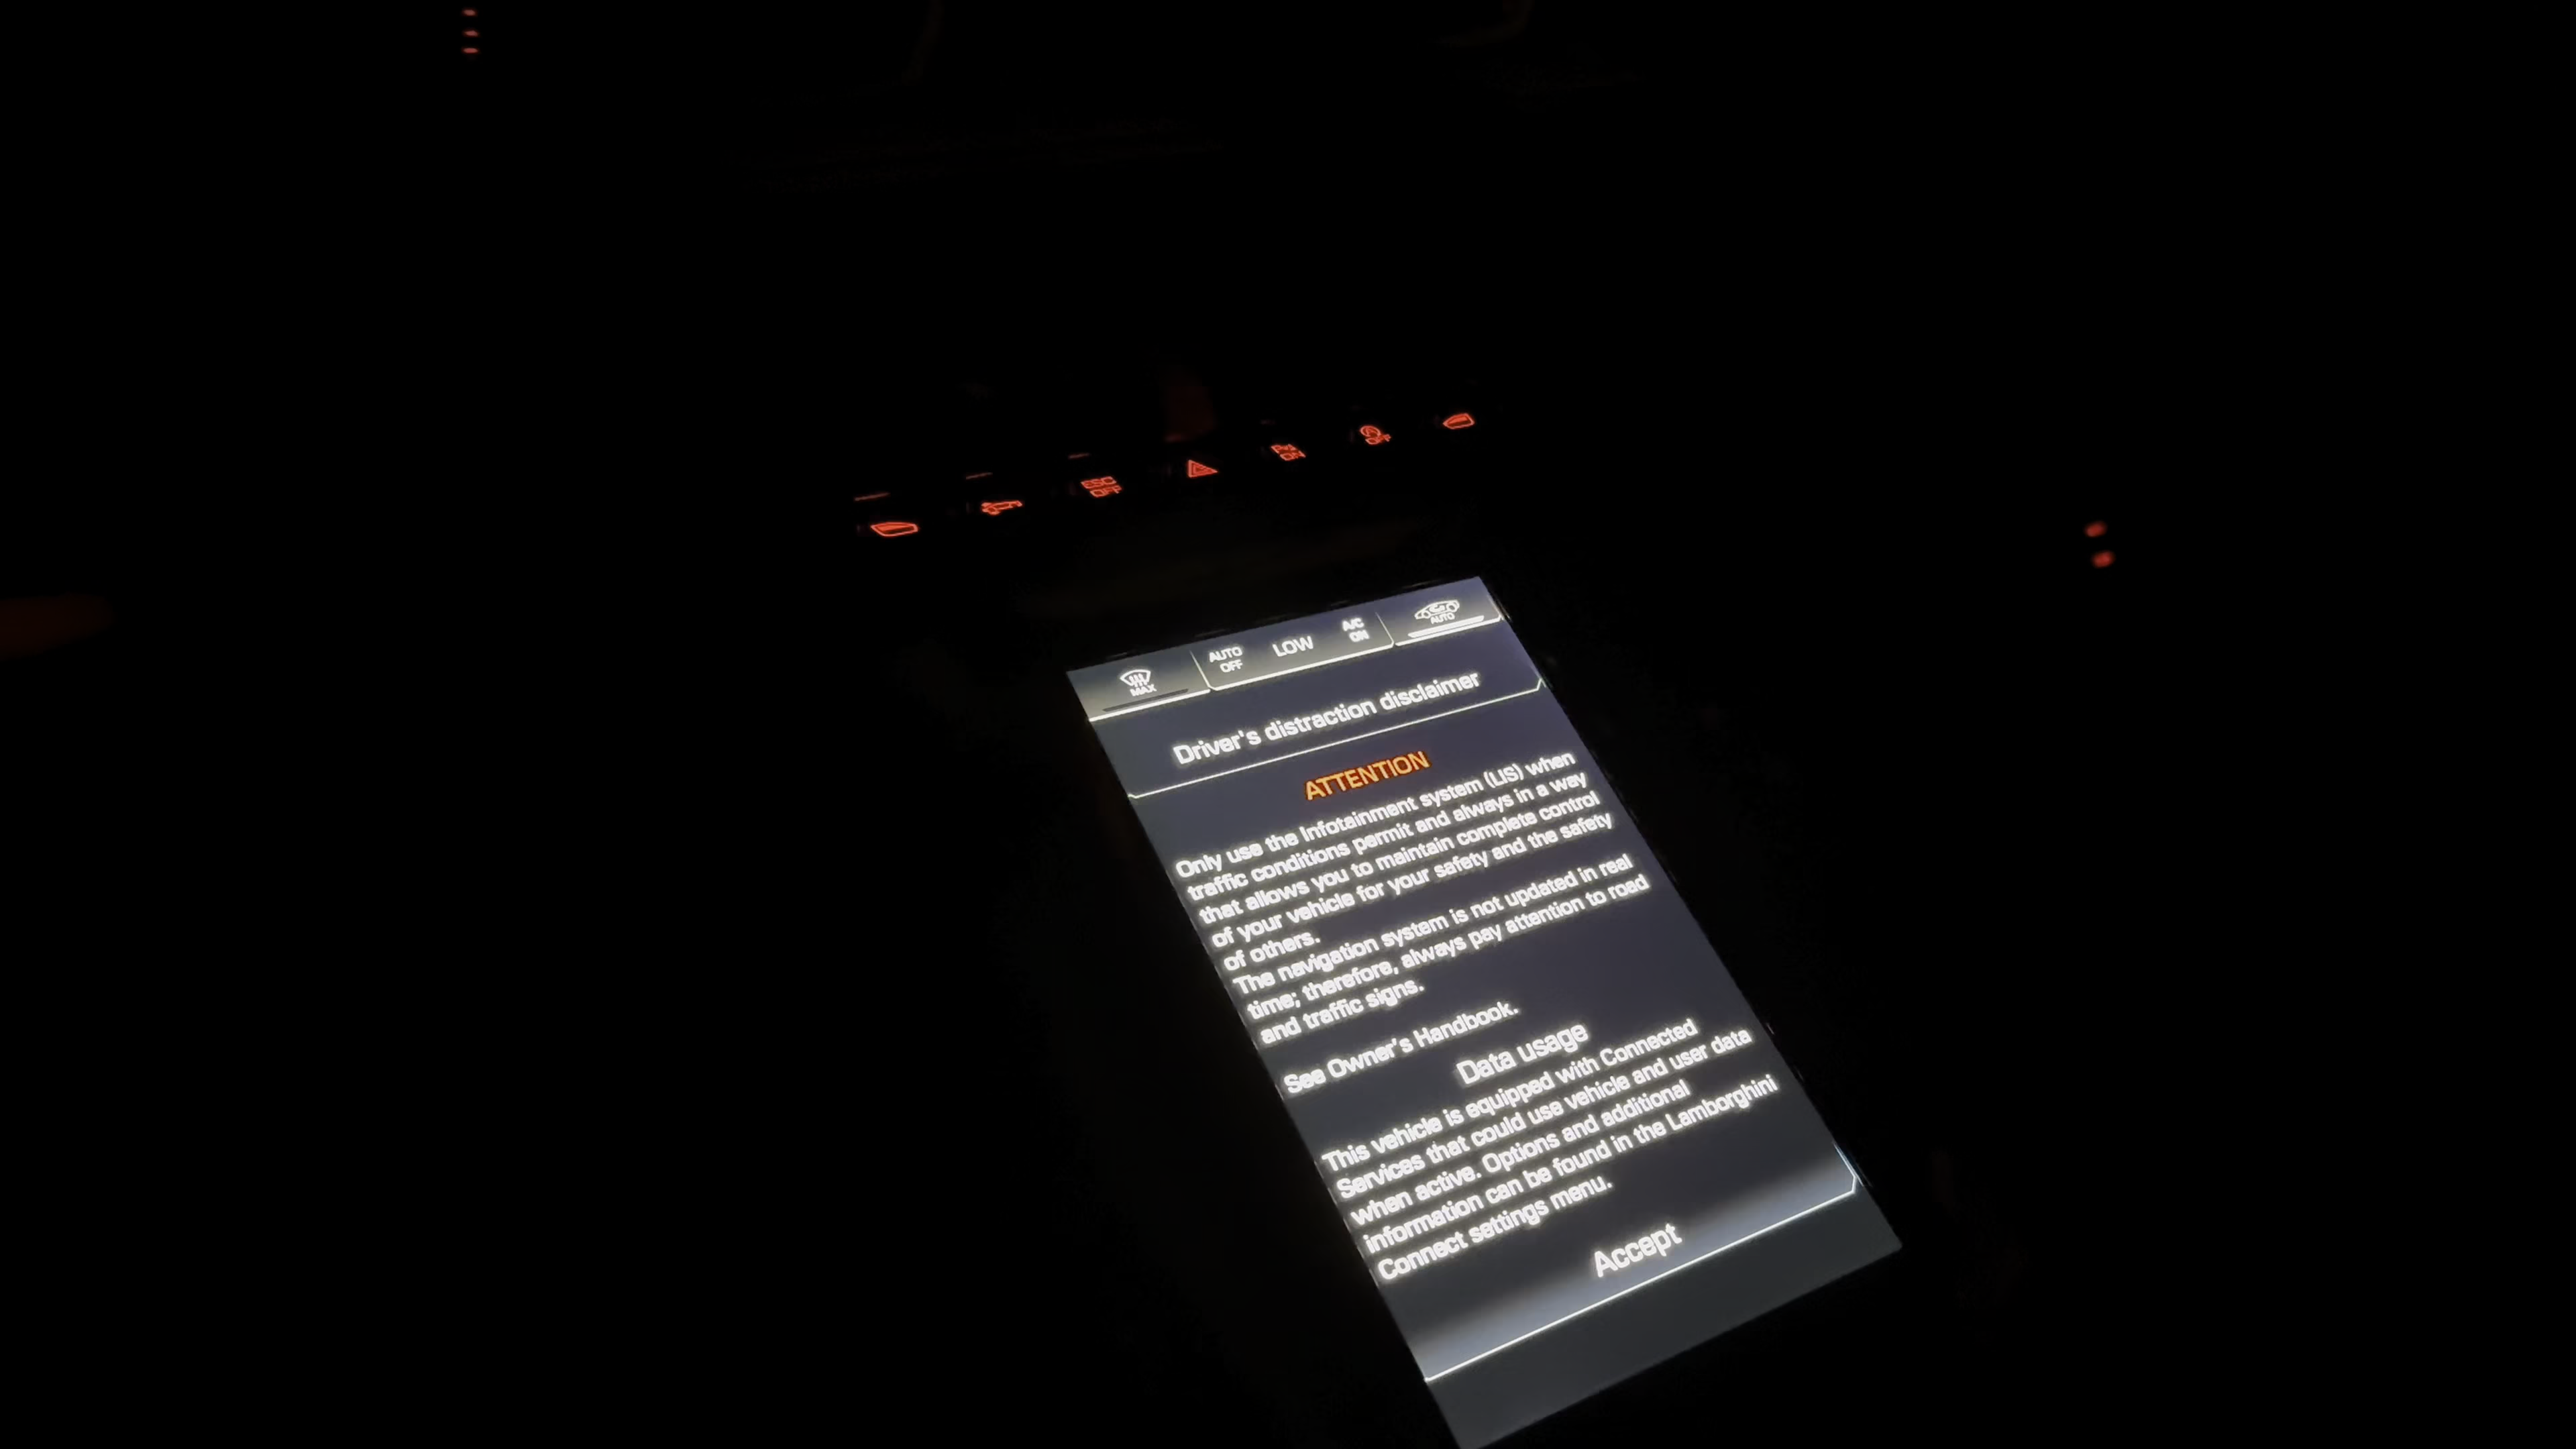 ESC
OFF
ON
OFF
MAX
AUTO
OFF
LOW
A/C
ON
AUTO
Driver's distraction disclaimer
ATTENTION
Only use the Infotainment system (LIS) when
traffic conditions permit and always in a way
that allows you to maintain complete control
of your vehicle for your safety and the safety
of others.
The navigation system is not updated in real
time; therefore, always pay attention to road
and traffic signs.
See Owner's Handbook.
Data usage
This vehicle is equipped with Connected
Services that could use vehicle and user data
when active. Options and additional
information can be found in the Lamborghini
Connect settings menu.
Accept